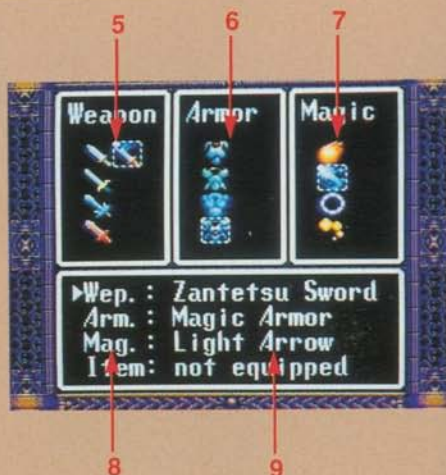 5 6 7
Weapon Armor Magic
▶Wep.: Zantetsu Sword
Arm.: Magic Armor
Mag.: Light Arrow
Item: not equipped
8 9